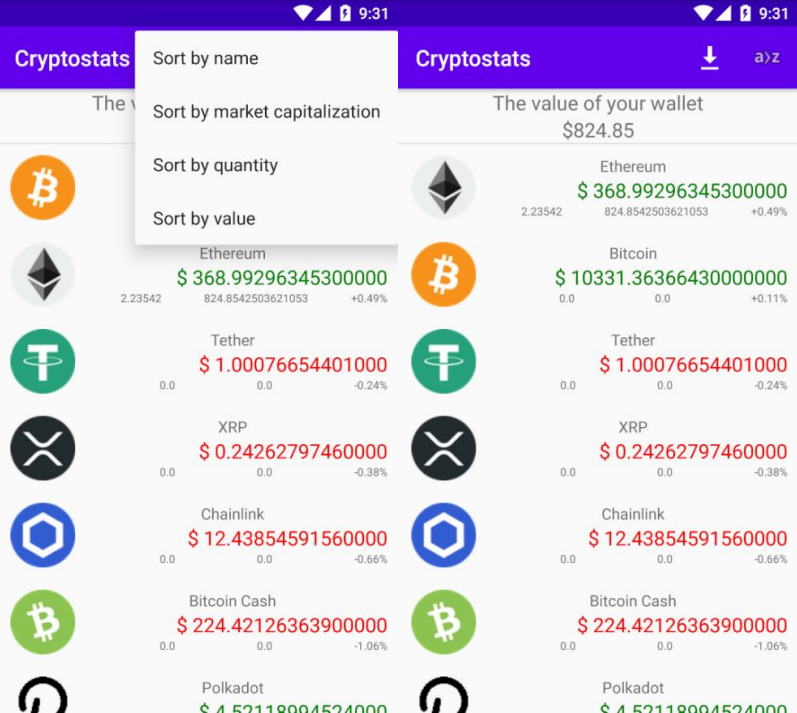 9:31
Cryptostats
Sort by name
Sort by market capitalization
Sort by quantity
Sort by value
The
Ethereum
$ 368.99296345300000
2.23542 824.8542503621053 +0.49%
Tether
$ 1.00076654401000
0.0 0.0 -0.24%
XRP
$ 0.24262797460000
0.0 0.0 -0.38%
Chainlink
$ 12.43854591560000
0.0 0.0 -0.66%
Bitcoin Cash
$ 224.42126363900000
0.0 0.0 -1.06%
Polkadot
$ 4.52118994524000
9:31
Cryptostats a>z
The value of your wallet
$824.85
Ethereum
$ 368.99296345300000
2.23542 824.8542503621053 +0.49%
Bitcoin
$ 10331.36366430000000
0.0 0.0 +0.11%
Tether
$ 1.00076654401000
0.0 0.0 -0.24%
XRP
$ 0.24262797460000
0.0 0.0 -0.38%
Chainlink
$ 12.43854591560000
0.0 0.0 -0.66%
Bitcoin Cash
$ 224.42126363900000
0.0 0.0 -1.06%
Polkadot
$ 4.52118994524000